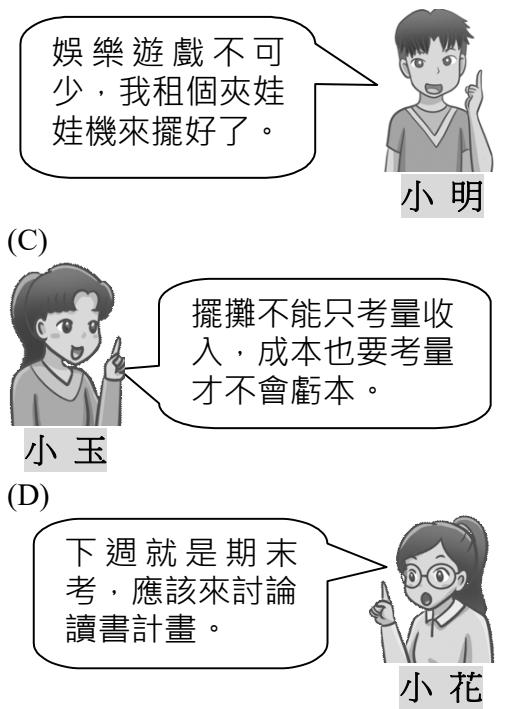 娛樂遊戲不可
少，我租個夾娃
娃機來擺好了。
小明
(C)
擺攤不能只考量收
入，成本也要考量
才不會虧本。
小玉
(D)
下週就是期末
考，應該來討論
讀書計畫。
小花